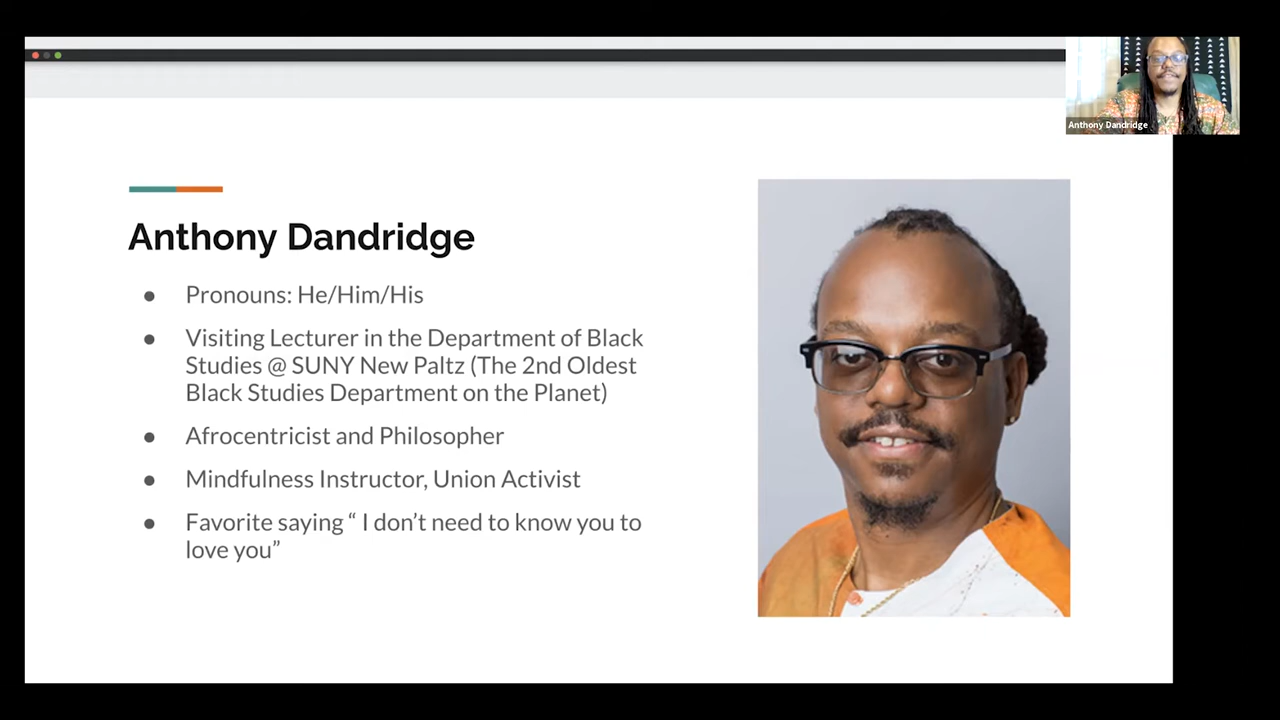 Anthony Dandridge
Anthony Dandridge
● Pronouns: He/Him/His
● Visiting Lecturer in the Department of Black
Studies @ SUNY New Paltz (The 2nd Oldest
Black Studies Department on the Planet)
● Afrocentricist and Philosopher
● Mindfulness Instructor, Union Activist
● Favorite saying “ I don’t need to know you to
love you”